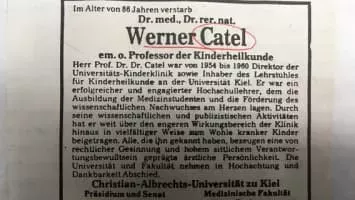 Im Alter von 86 Jahren verstarb
Dr. med., Dr. rer. nat.
Werner Catel
em. o. Professor der Kinderheilkunde
Herr Prof. Dr. Dr. Catel war von 1954 bis 1960 Direktor der
Universitäts-Kinderklinik sowie Inhaber des Lehrstuhles
für Kinderheilkunde an der Universität Kiel. Er war ein
erfolgreicher und engagierter Hochschullehrer, dem die
Ausbildung der Medizinstudenten und die Förderung des
wissenschaftlichen Nachwuchses am Herzen lagen. Durch
seine wissenschaftlichen und publizistischen Aktivitäten
hat er weit über den engeren Wirkungsbereich der Klinik
hinaus in vielfältiger Weise zum Wohle kranker Kinder
beigetragen. Alle, die ihn gekannt haben, bezeugen eine von
rechtlicher Gesinnung und hohem sittlichem Verantwor-
tungsbewußtsein geprägte ärztliche Persönlichkeit. Die
Universität und Fakultät nehmen in Hochachtung und
Dankbarkeit Abschied.
Christian-Albrechts-Universität zu Kiel
Präsidium und Senat Medizinische Fakultät